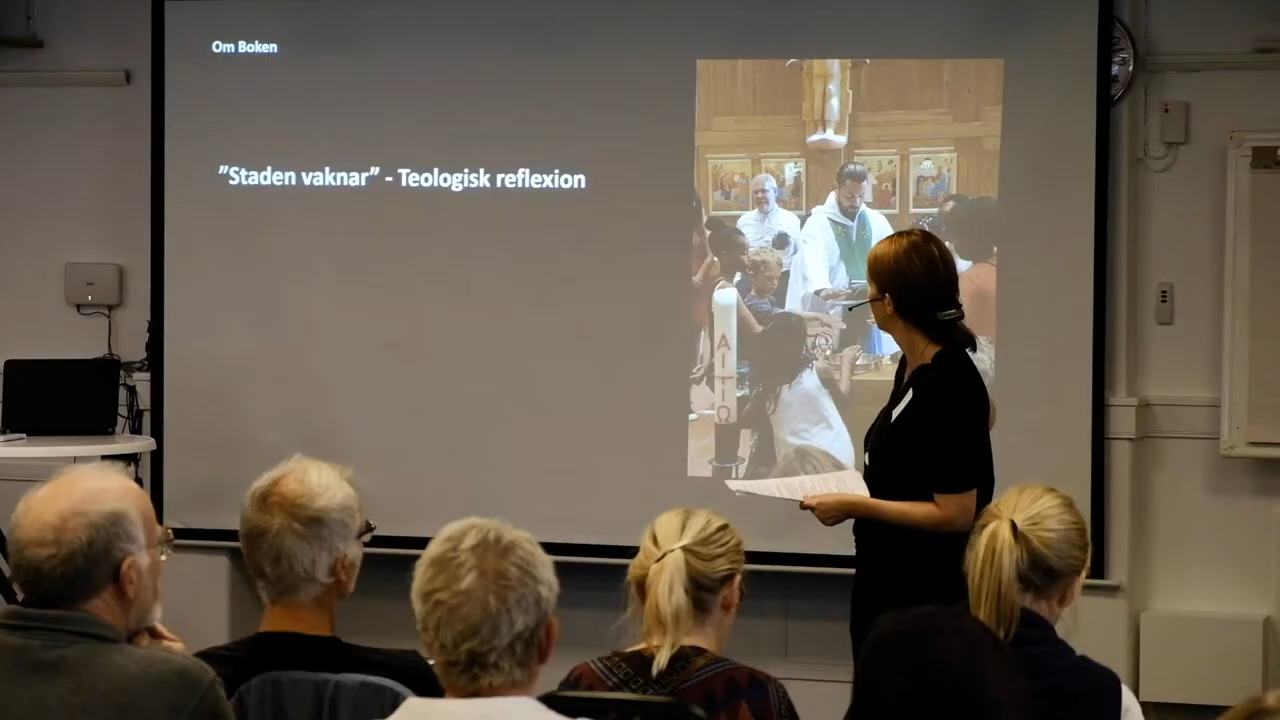 Om Boken
”Staden vaknar” - Teologisk reflexion
Α
Ω